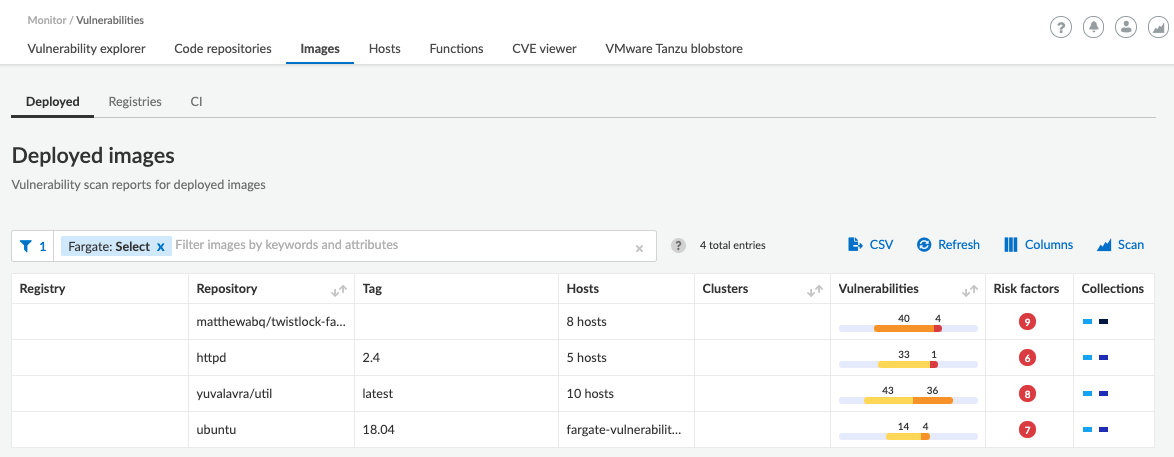 Monitor / Vulnerabilities
Vulnerability explorer Code repositories Images Hosts Functions CVE viewer VMware Tanzu blobstore
?
Deployed Registries CI
Deployed images
Vulnerability scan reports for deployed images
1 Fargate: Select x Filter images by keywords and attributes × ? 4 total entries CSV Refresh Columns Scan
Registry Repository Tag Hosts Clusters Vulnerabilities Risk factors Collections
matthewabq/twistlock-fa... 8 hosts 40 4 9
httpd 2.4 5 hosts 33 1 6
yuvalavra/util latest 10 hosts 43 36 8
ubuntu 18.04 fargate-vulnerabilit... 14 4 7